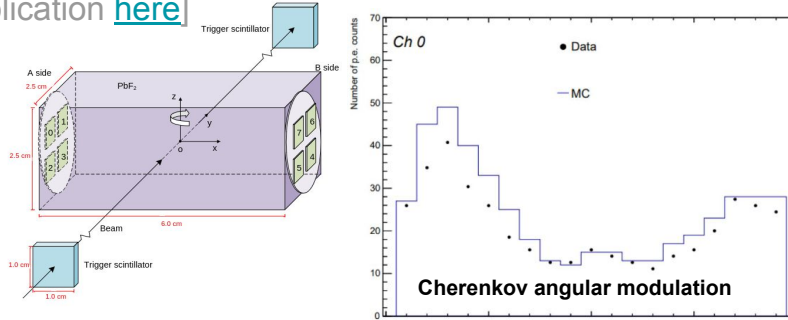 plication here]
Trigger scintillator
A side
B side
2.5 cm
PbF₂
z
y
o
x
0
1
2
3
7
6
5
4
2.5 cm
6.0 cm
Beam
1.0 cm
Trigger scintillator
1.0 cm
Number of p.e. counts
70
60
50
40
30
20
10
0
Ch 0
Data
MC
Cherenkov angular modulation